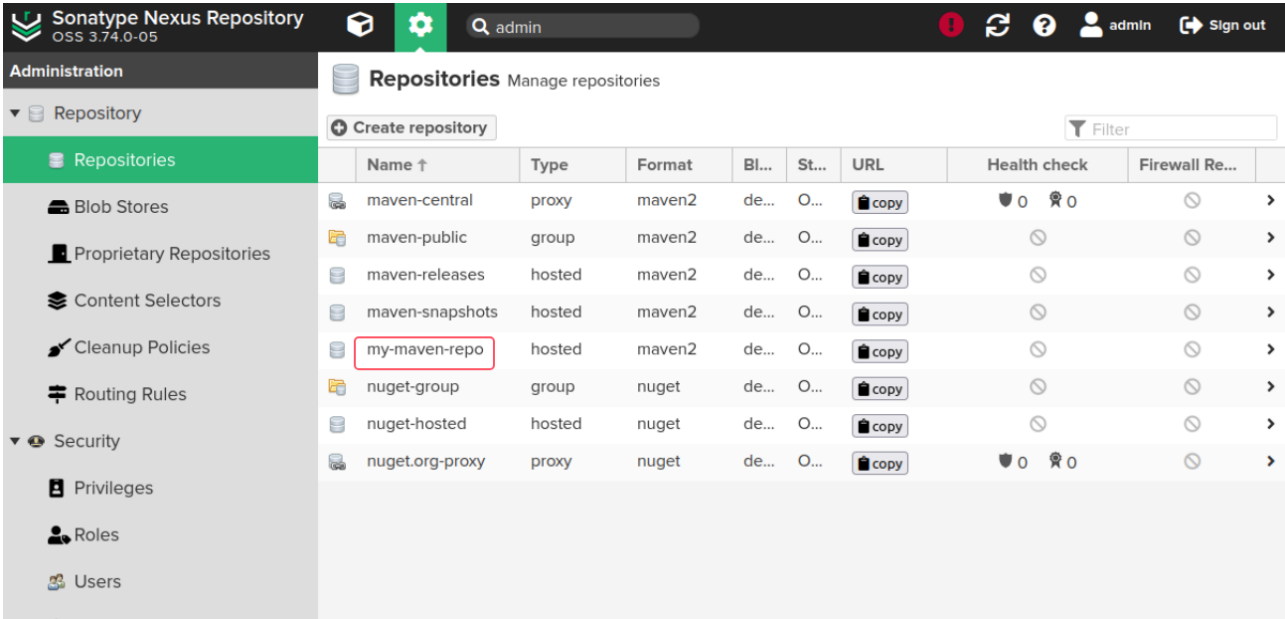 Sonatype Nexus Repository
OSS 3.74.0-05
admin
admin
Sign out
Administration
Repository
Repositories
Blob Stores
Proprietary Repositories
Content Selectors
Cleanup Policies
Routing Rules
Security
Privileges
Roles
Users
Repositories Manage repositories
Create repository
Filter
Name ↑ Type Format Bl... St... URL Health check Firewall Re...
maven-central proxy maven2 de... O... copy 0 0
maven-public group maven2 de... O... copy
maven-releases hosted maven2 de... O... copy
maven-snapshots hosted maven2 de... O... copy
my-maven-repo hosted maven2 de... O... copy
nuget-group group nuget de... O... copy
nuget-hosted hosted nuget de... O... copy
nuget.org-proxy proxy nuget de... O... copy 0 0